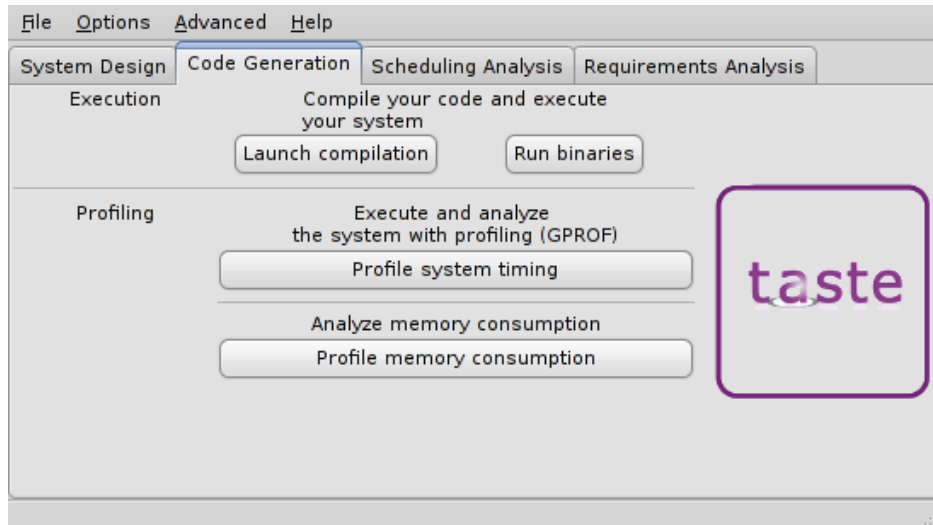 File Options Advanced Help
System Design Code Generation Scheduling Analysis Requirements Analysis
Execution Compile your code and execute
your system
Launch compilation Run binaries
Profiling Execute and analyze
the system with profiling (GPROF)
Profile system timing
taste
Analyze memory consumption
Profile memory consumption